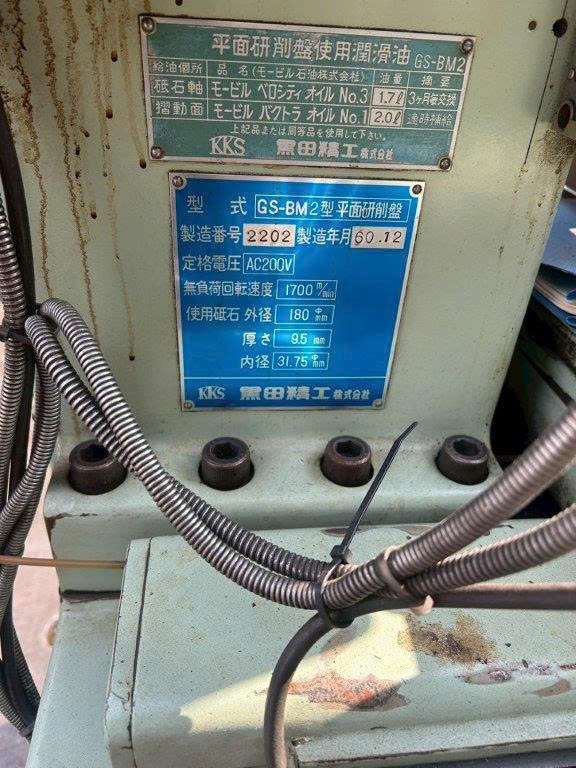 平面研削盤使用潤滑油 GS-BM2
給油個所 品名(モービル石油株式会社) 油量 摘要
砥石軸 モービル ベロシティ オイル No.3 1.7ℓ 3ヶ月毎交換
摺動面 モービル バクトラ オイル No.1 2.0ℓ 適時補給
上記品または同等品を使用して下さい。
KKS 黒田精工株式会社
型式 GS-BM2型平面研削盤
製造番号 2202 製造年月 60.12
定格電圧 AC200V
無負荷回転速度 1700 m/min
使用砥石 外径 180 φmm
厚さ 9.5 mm
内径 31.75 φmm
KKS 黒田精工株式会社